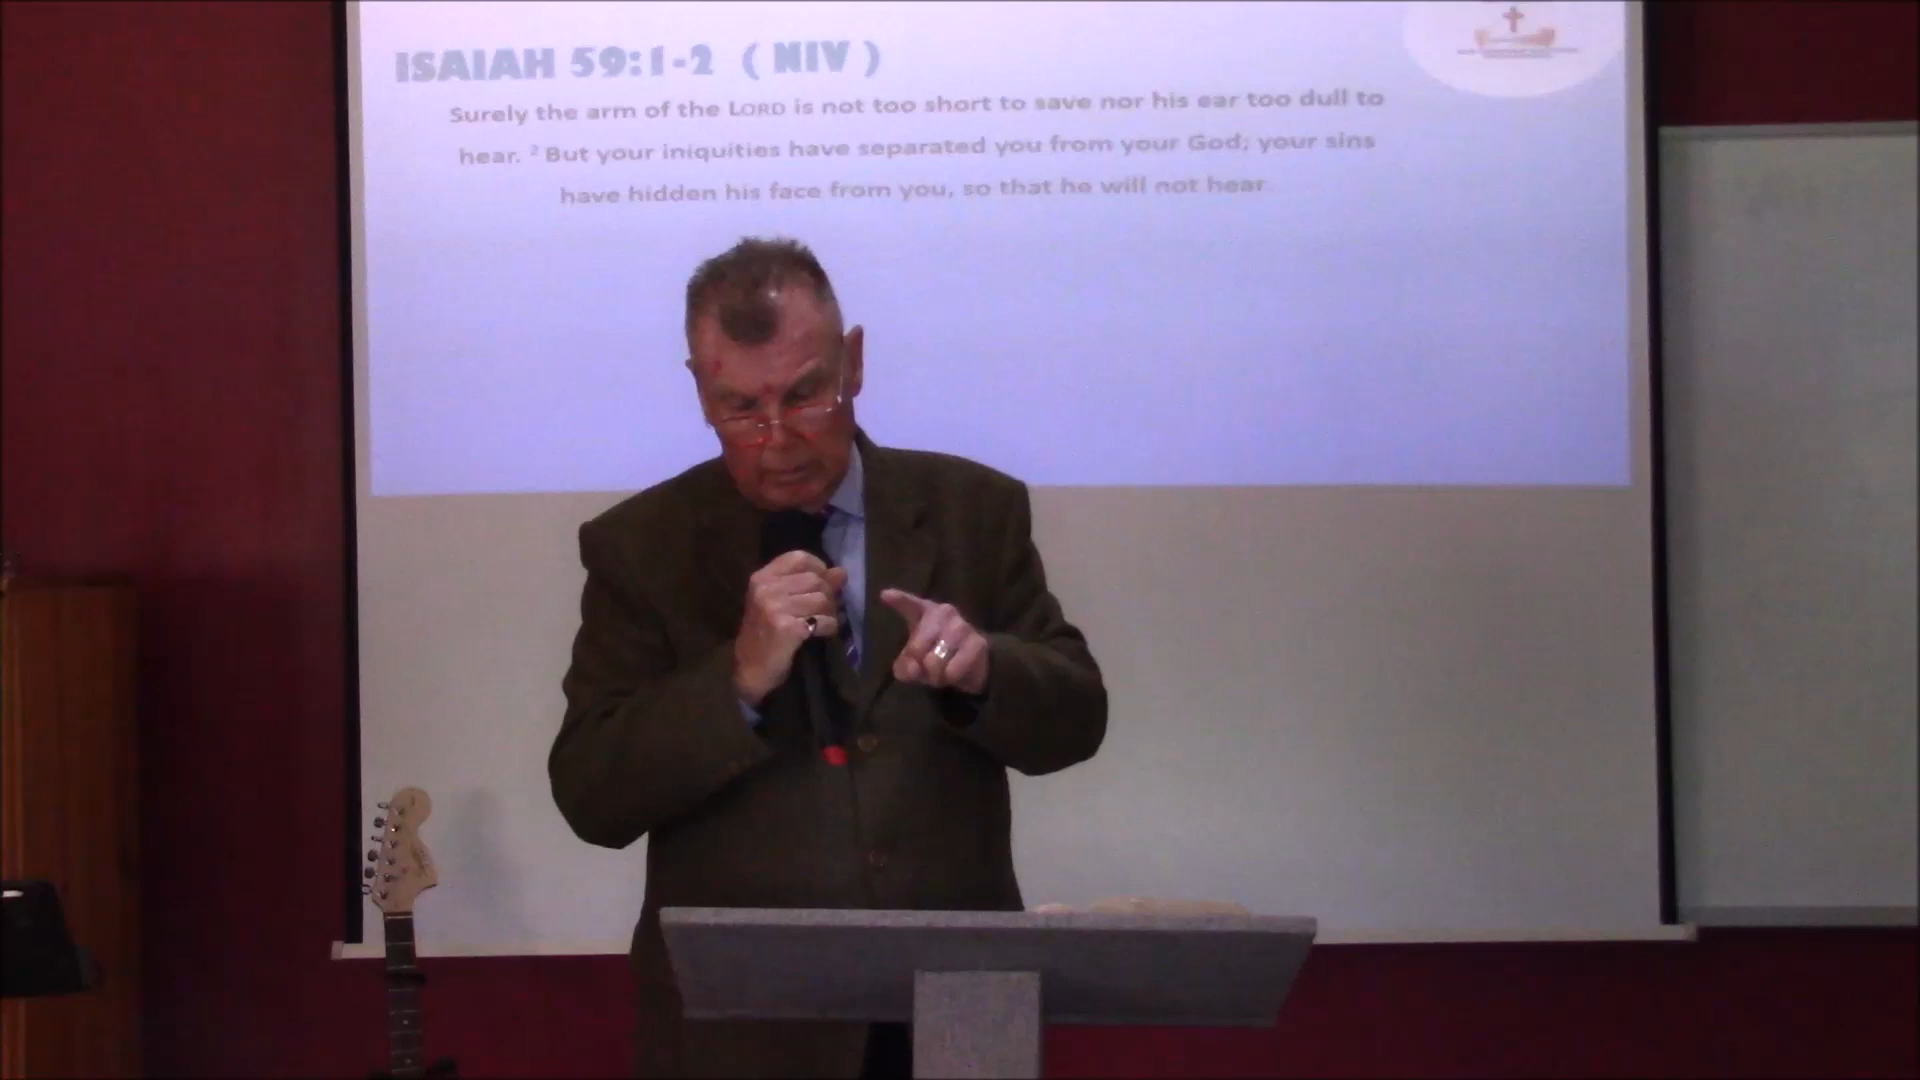 ISAIAH 59:1-2 ( NIV )
Surely the arm of the LORD is not too short to save nor his ear too dull to
hear. ² But your iniquities have separated you from your God; your sins
have hidden his face from you, so that he will not hear.